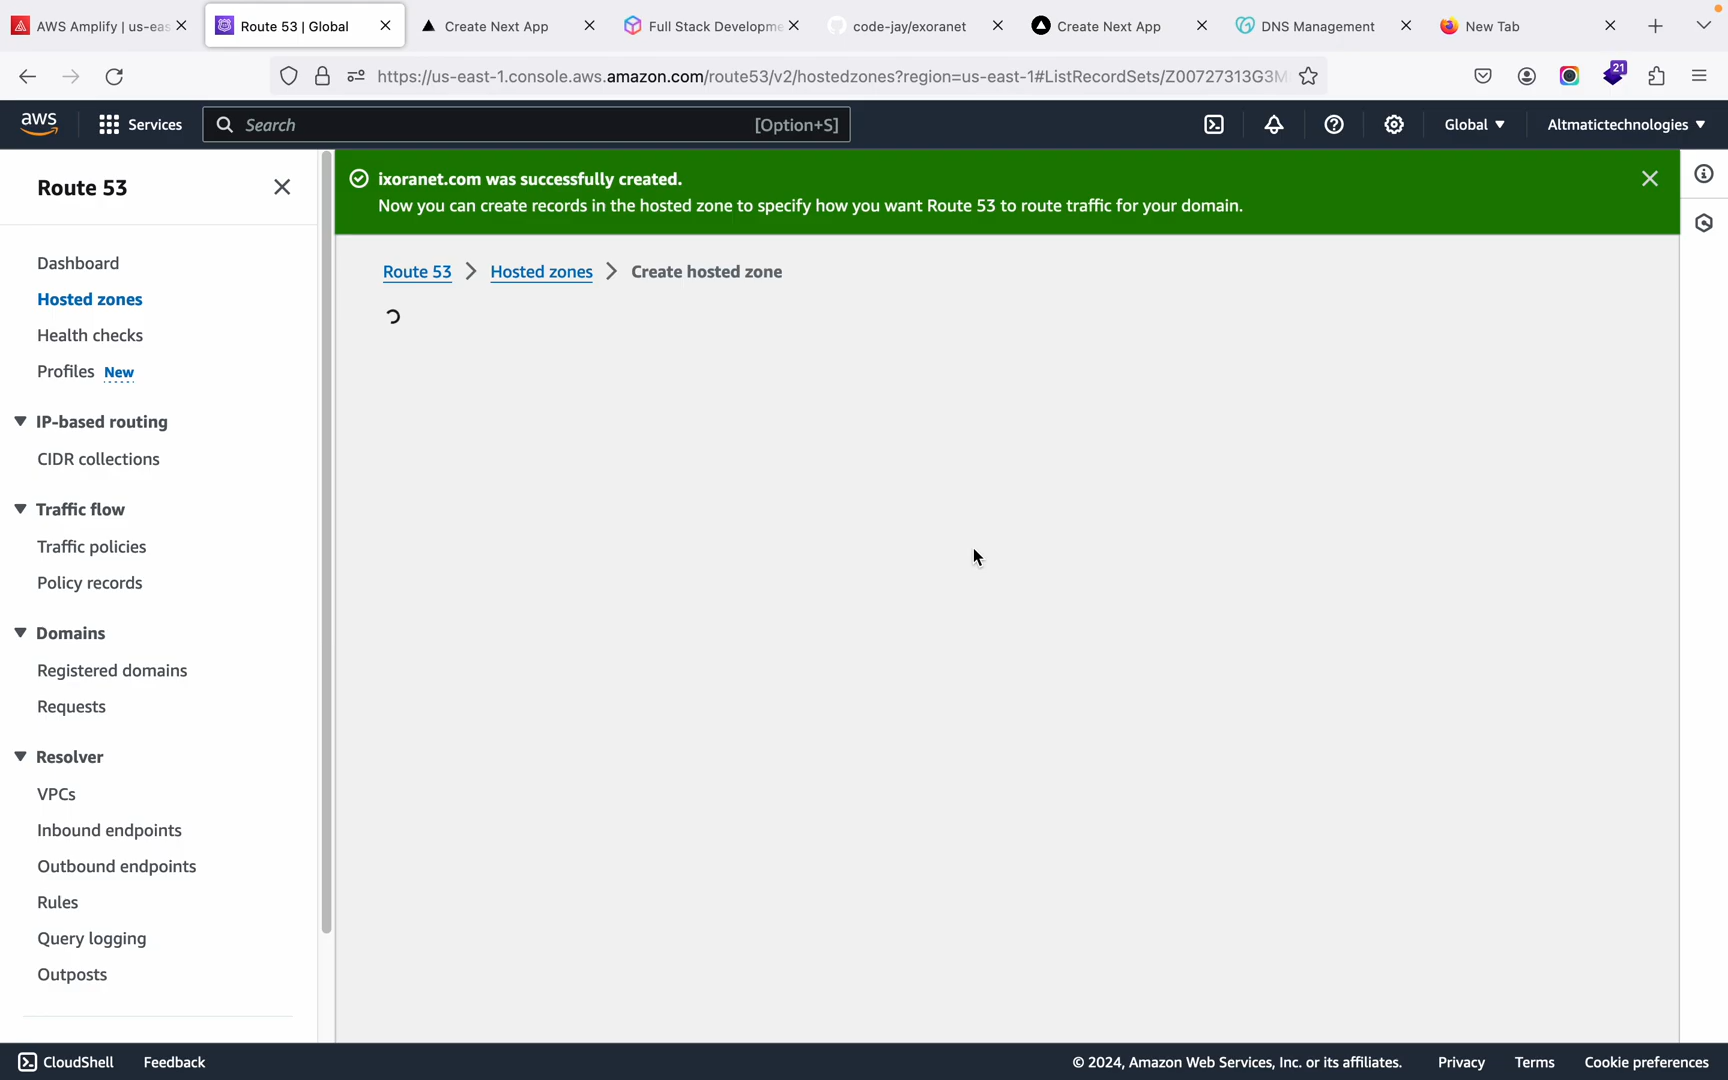 AWS Amplify | us-eas
Route 53 | Global
Create Next App
Full Stack Developme
code-jay/exoranet
Create Next App
DNS Management
New Tab
https://us-east-1.console.aws.amazon.com/route53/v2/hostedzones?region=us-east-1#ListRecordSets/Z00727313G3M
21
aws
Services
Search
[Option+S]
Global
Altmatictechnologies
Route 53
Dashboard
Hosted zones
Health checks
Profiles New
IP-based routing
CIDR collections
Traffic flow
Traffic policies
Policy records
Domains
Registered domains
Requests
Resolver
VPCs
Inbound endpoints
Outbound endpoints
Rules
Query logging
Outposts
ixoranet.com was successfully created.
Now you can create records in the hosted zone to specify how you want Route 53 to route traffic for your domain.
Route 53 > Hosted zones > Create hosted zone
CloudShell
Feedback
© 2024, Amazon Web Services, Inc. or its affiliates.
Privacy
Terms
Cookie preferences